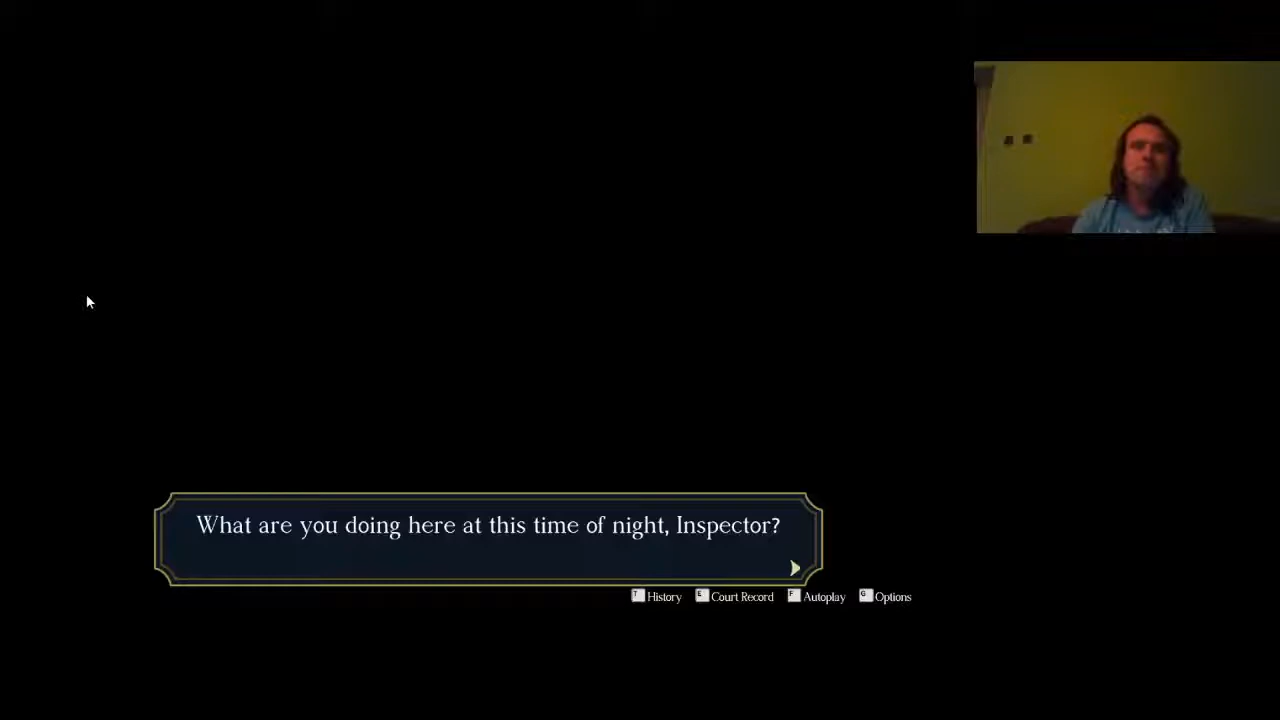 What are you doing here at this time of night, Inspector?
T History E Court Record F Autoplay G Options